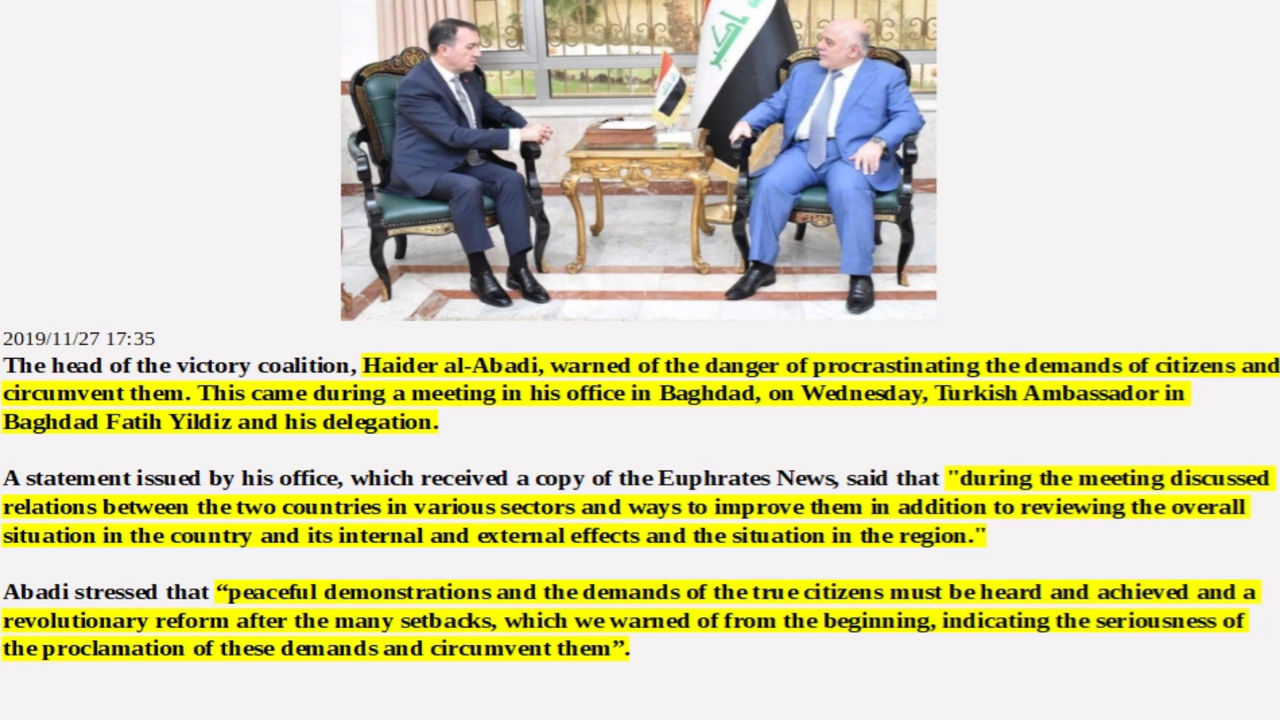 2019/11/27 17:35
The head of the victory coalition, Haider al-Abadi, warned of the danger of procrastinating the demands of citizens and
circumvent them. This came during a meeting in his office in Baghdad, on Wednesday, Turkish Ambassador in
Baghdad Fatih Yildiz and his delegation.
A statement issued by his office, which received a copy of the Euphrates News, said that "during the meeting discussed
relations between the two countries in various sectors and ways to improve them in addition to reviewing the overall
situation in the country and its internal and external effects and the situation in the region."
Abadi stressed that “peaceful demonstrations and the demands of the true citizens must be heard and achieved and a
revolutionary reform after the many setbacks, which we warned of from the beginning, indicating the seriousness of
the proclamation of these demands and circumvent them”.